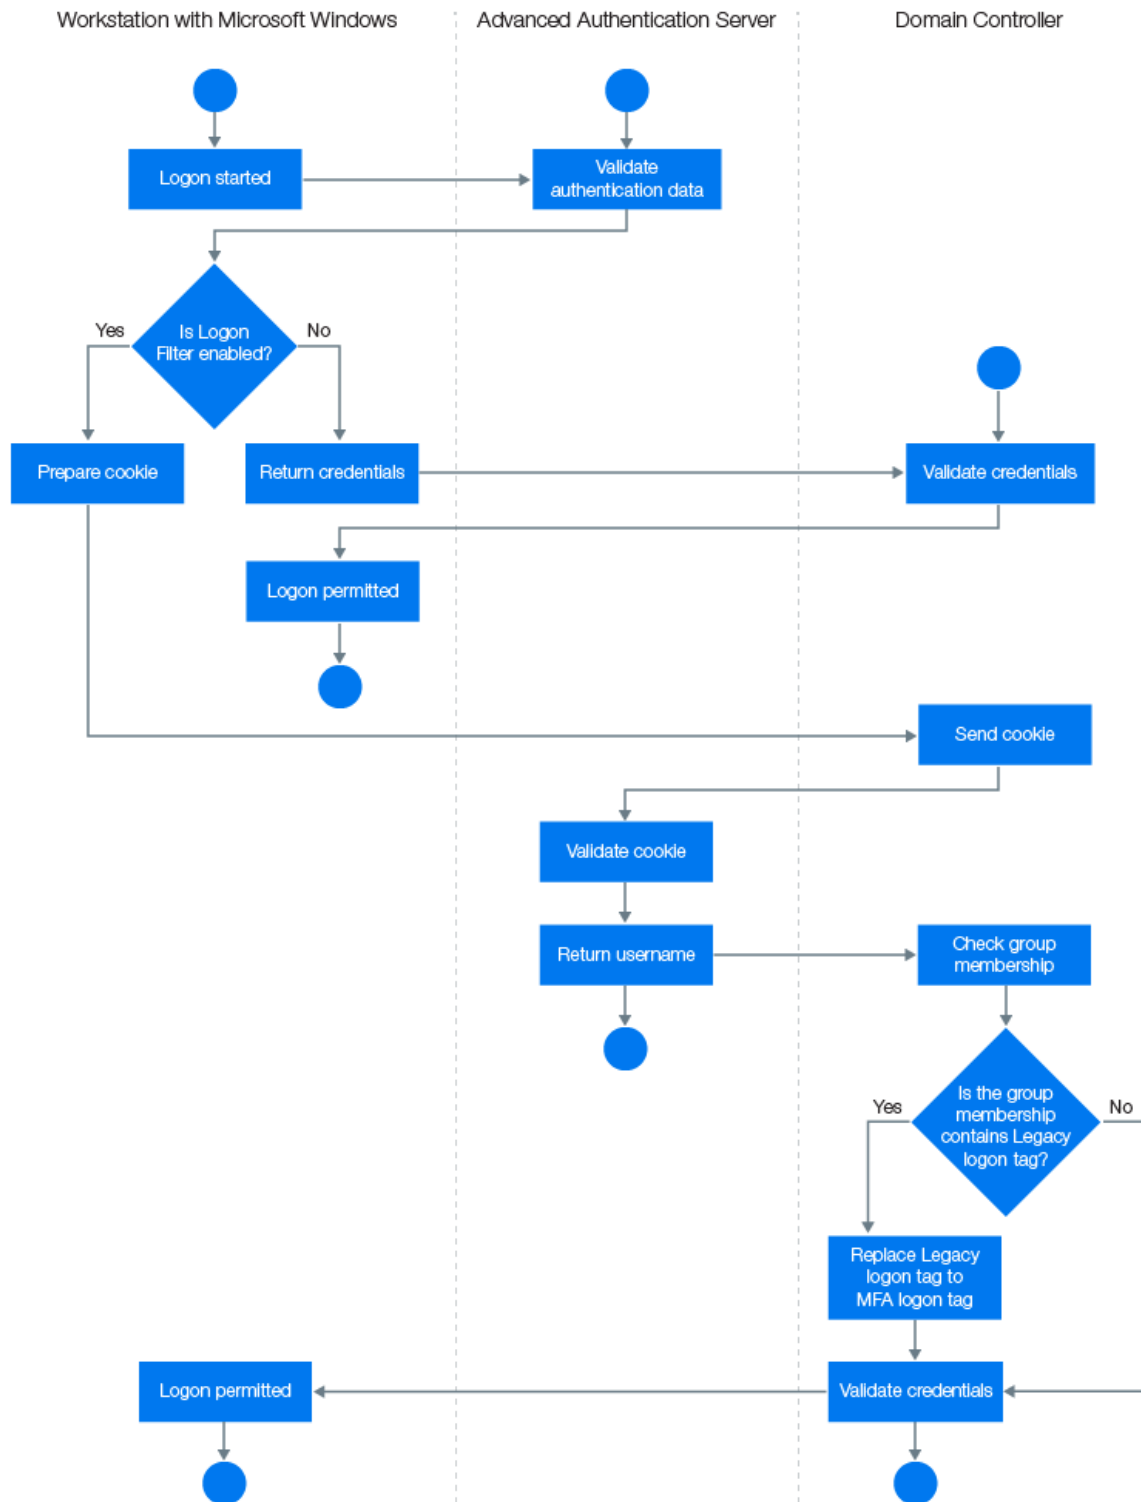 Workstation with Microsoft Windows
Advanced Authentication Server
Domain Controller
Logon started
Validate
authentication data
Is Logon
Filter enabled?
Yes
No
Prepare cookie
Return credentials
Validate credentials
Logon permitted
Send cookie
Validate cookie
Return username
Check group
membership
Is the group
membership
contains Legacy
logon tag?
Yes
No
Replace Legacy
logon tag to
MFA logon tag
Logon permitted
Validate credentials